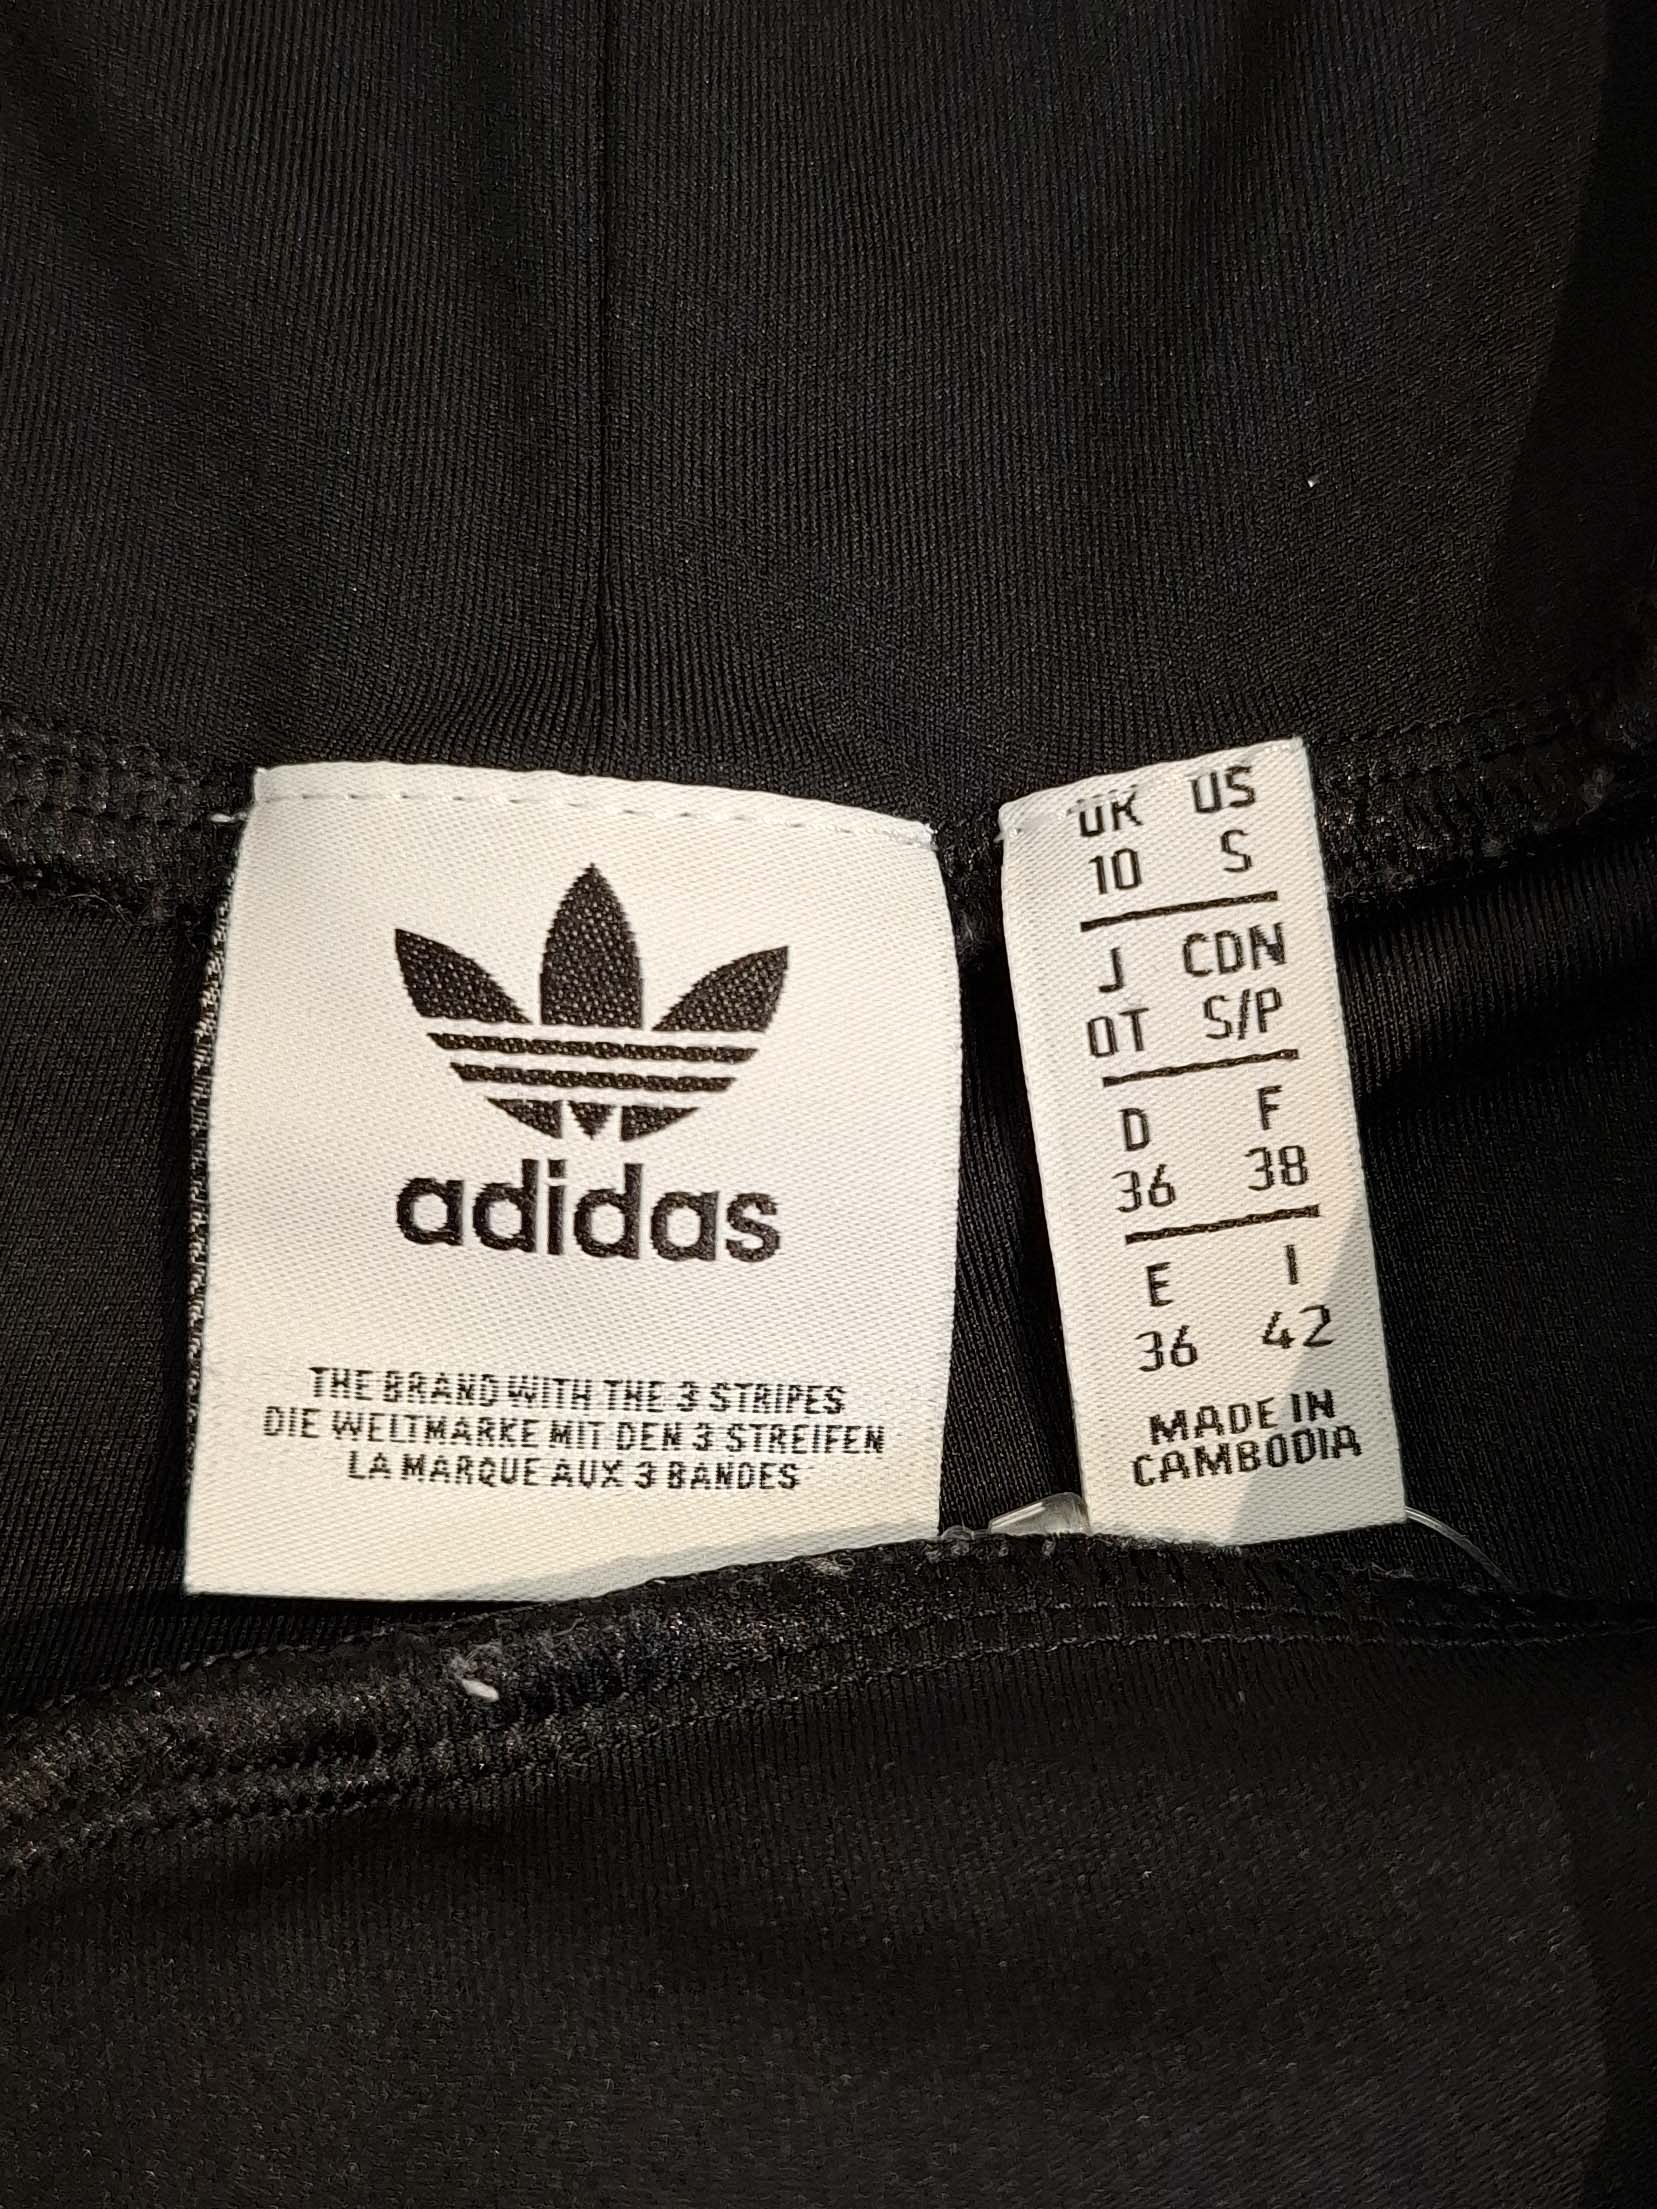 adidas
THE BRAND WITH THE 3 STRIPES
DIE WELTMARKE MIT DEN 3 STREIFEN
LA MARQUE AUX 3 BANDES
UK US
10 S
J CDN
OT S/P
D F
36 38
E I
36 42
MADE IN
CAMBODIA